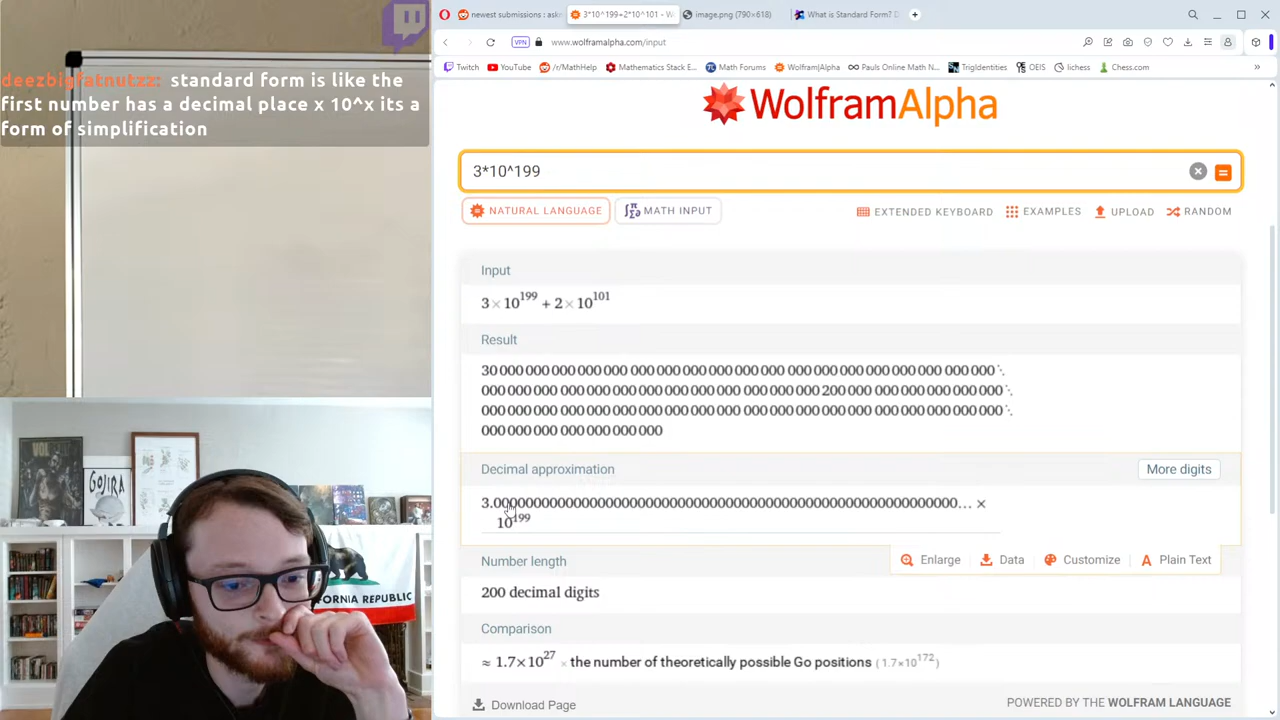 deezbigfatnutzz: standard form is like the
first number has a decimal place x 10^x its a
form of simplification
VOLBEAT
GOJIRA
CALIFORNIA REPUBLIC
newest submissions : ask
3*10^199+2*10^101 - W
image.png (790×618)
What is Standard Form? D
VPN
www.wolframalpha.com/input
Twitch
YouTube
/r/MathHelp
Mathematics Stack E...
Math Forums
Wolfram|Alpha
Pauls Online Math N...
TrigIdentities
OEIS
lichess
Chess.com
WolframAlpha
3*10^199
NATURAL LANGUAGE
MATH INPUT
EXTENDED KEYBOARD
EXAMPLES
UPLOAD
RANDOM
Input
3×10^199 + 2×10^101
Result
30 000 000 000 000 000 000 000 000 000 000 000 000 000 000 000 000 000 000 000 ⋱
000 000 000 000 000 000 000 000 000 000 000 000 000 200 000 000 000 000 000 000 ⋱
000 000 000 000 000 000 000 000 000 000 000 000 000 000 000 000 000 000 000 000 ⋱
000 000 000 000 000 000 000
Decimal approximation
More digits
10^199
Enlarge
Data
Customize
Plain Text
Number length
200 decimal digits
Comparison
≈ 1.7×10^27 × the number of theoretically possible Go positions (1.7×10^172)
Download Page
POWERED BY THE WOLFRAM LANGUAGE